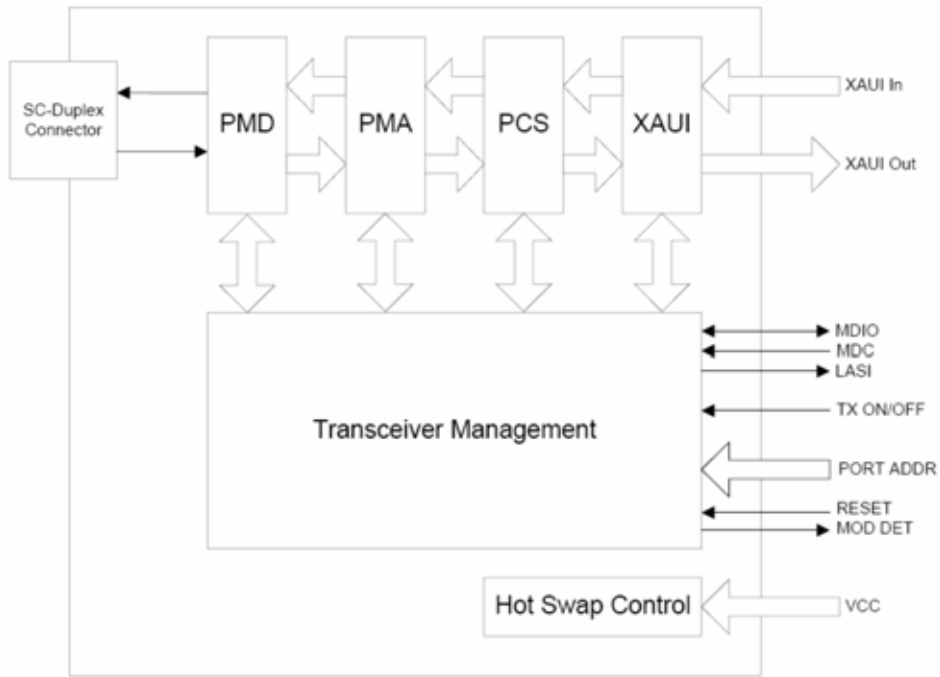 SC-Duplex
Connector
PMD
PMA
PCS
XAUI
XAUI In
XAUI Out
Transceiver Management
MDIO
MDC
LASI
TX ON/OFF
PORT ADDR
RESET
MOD DET
Hot Swap Control
VCC